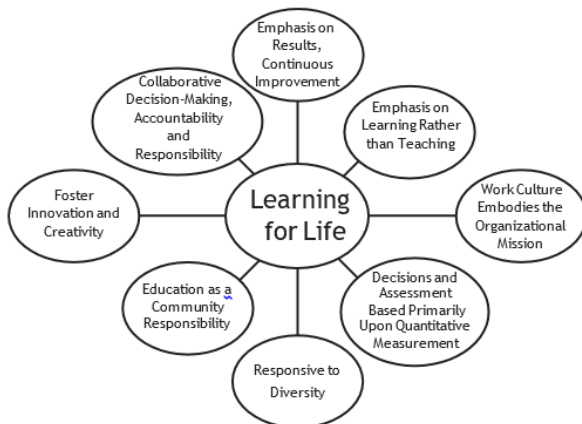 Emphasis on
Results,
Continuous
Improvement
Collaborative
Decision-Making,
Accountability
and
Responsibility
Emphasis on
Learning Rather
than Teaching
Foster
Innovation and
Creativity
Learning
for Life
Work Culture
Embodies the
Organizational
Mission
Education as a
Community
Responsibility
Decisions and
Assessment
Based Primarily
Upon Quantitative
Measurement
Responsive to
Diversity